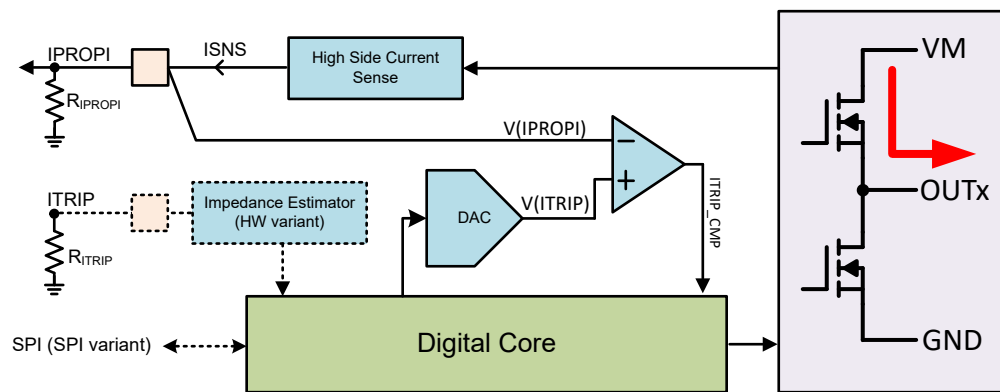 IPROPI
ISNS
High Side Current
Sense
VM
RIPROPI
V(IPROPI)
−
+
ITRIP
Impedance Estimator
(HW variant)
DAC
V(ITRIP)
ITRIP_CMP
OUTx
RITRIP
SPI (SPI variant)
Digital Core
GND